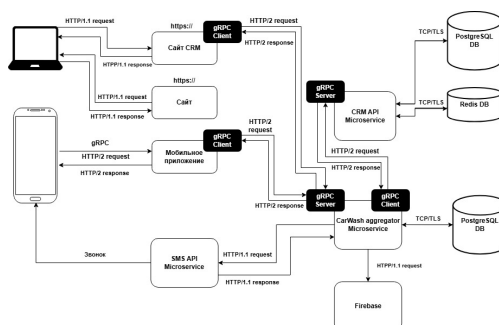 HTTP/1.1 request
HTPP/1.1 response
https://
Сайт CRM
gRPC
Client
HTTP/2 request
HTTP/2 response
https://
HTTP/1.1 request
HTPP/1.1 response
Сайт
gRPC
Server
CRM API
Microservice
TCP/TLS
PostgreSQL
DB
TCP/TLS
Redis DB
gRPC
HTTP/2 request
HTTP/2 response
Мобильное
приложение
gRPC
Client
HTTP/2
request
HTTP/2
response
HTTP/2 request
HTTP/2 response
gRPC
Server
gRPC
Client
CarWash aggregator
Microservice
TCP/TLS
PostgreSQL
DB
Звонок
SMS API
Microservice
HTTP/1.1 request
HTTP/1.1 response
HTPP/1.1 request
Firebase